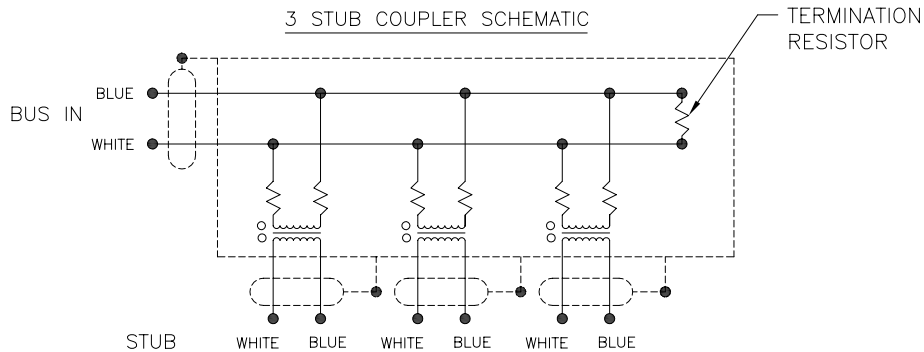 3 STUB COUPLER SCHEMATIC
TERMINATION
RESISTOR
BLUE
BUS IN
WHITE
STUB WHITE BLUE WHITE BLUE WHITE BLUE